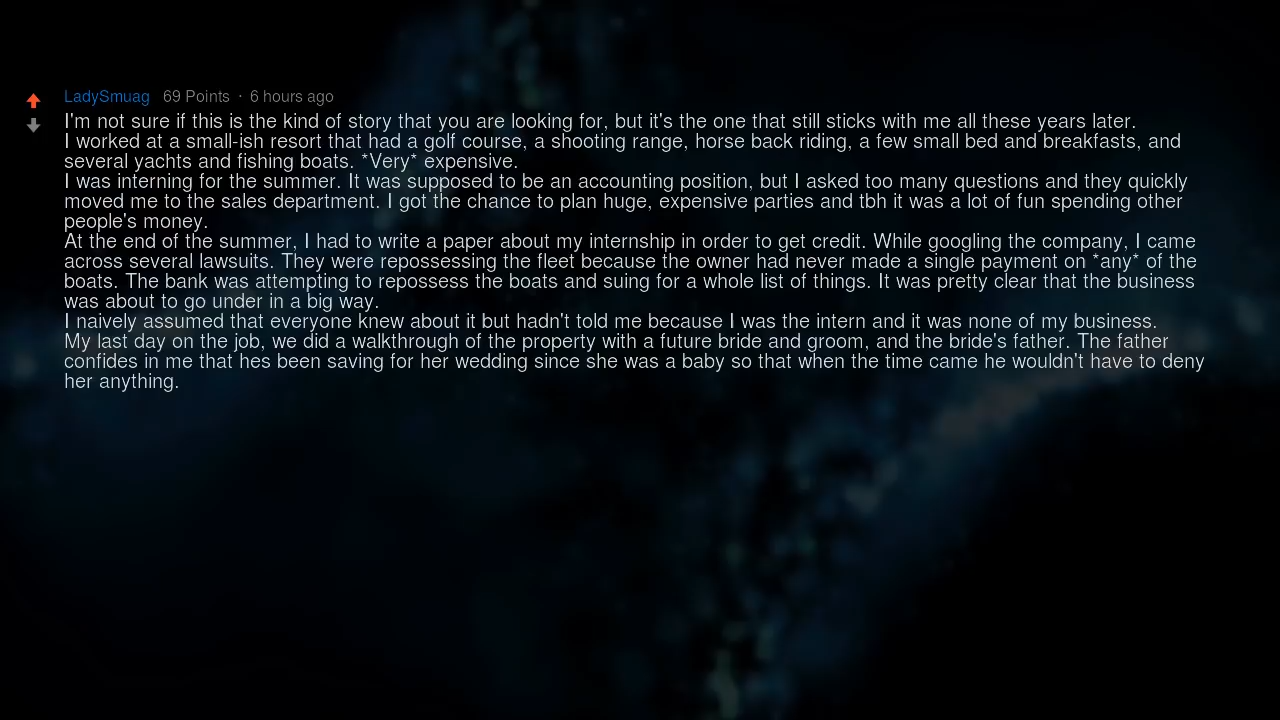 LadySmuag 69 Points · 6 hours ago
I'm not sure if this is the kind of story that you are looking for, but it's the one that still sticks with me all these years later.
I worked at a small-ish resort that had a golf course, a shooting range, horse back riding, a few small bed and breakfasts, and
several yachts and fishing boats. *Very* expensive.
I was interning for the summer. It was supposed to be an accounting position, but I asked too many questions and they quickly
moved me to the sales department. I got the chance to plan huge, expensive parties and tbh it was a lot of fun spending other
people's money.
At the end of the summer, I had to write a paper about my internship in order to get credit. While googling the company, I came
across several lawsuits. They were repossessing the fleet because the owner had never made a single payment on *any* of the
boats. The bank was attempting to repossess the boats and suing for a whole list of things. It was pretty clear that the business
was about to go under in a big way.
I naively assumed that everyone knew about it but hadn't told me because I was the intern and it was none of my business.
My last day on the job, we did a walkthrough of the property with a future bride and groom, and the bride's father. The father
confides in me that hes been saving for her wedding since she was a baby so that when the time came he wouldn't have to deny
her anything.